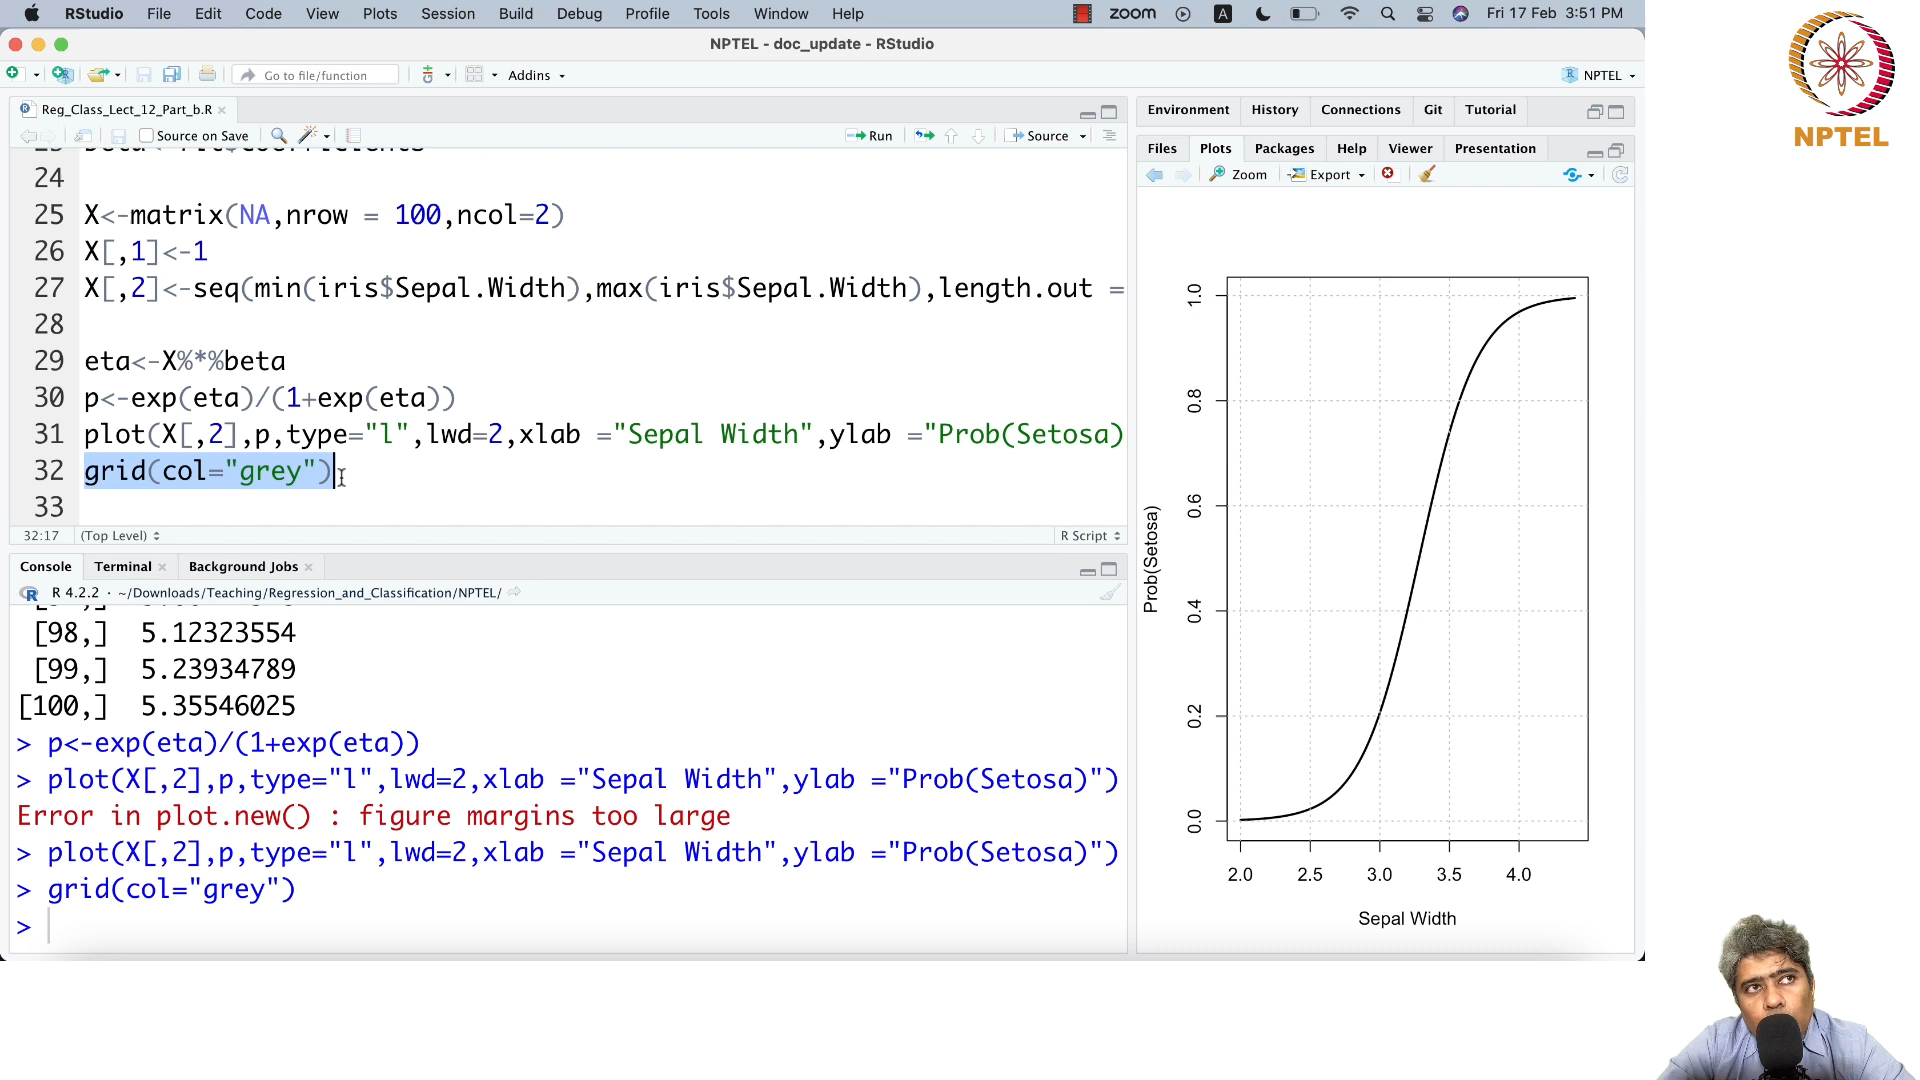 RStudio File Edit Code View Plots Session Build Debug Profile Tools Window Help zoom A Fri 17 Feb 3:51 PM
NPTEL - doc_update - RStudio
Go to file/function Addins NPTEL
Reg_Class_Lect_12_Part_b.R
Source on Save Run Source
24
25 X<-matrix(NA,nrow = 100,ncol=2)
26 X[,1]<-1
27 X[,2]<-seq(min(iris$Sepal.Width),max(iris$Sepal.Width),length.out =
28
29 eta<-X%*%beta
30 p<-exp(eta)/(1+exp(eta))
31 plot(X[,2],p,type="l",lwd=2,xlab ="Sepal Width",ylab ="Prob(Setosa)
32 grid(col="grey")
33
32:17 (Top Level) R Script
Console Terminal Background Jobs
R 4.2.2 · ~/Downloads/Teaching/Regression_and_Classification/NPTEL/
[98,] 5.12323554
[99,] 5.23934789
[100,] 5.35546025
> p<-exp(eta)/(1+exp(eta))
> plot(X[,2],p,type="l",lwd=2,xlab ="Sepal Width",ylab ="Prob(Setosa)")
Error in plot.new() : figure margins too large
> plot(X[,2],p,type="l",lwd=2,xlab ="Sepal Width",ylab ="Prob(Setosa)")
> grid(col="grey")
>
Environment History Connections Git Tutorial
Files Plots Packages Help Viewer Presentation
Zoom Export
1.0
0.8
0.6
0.4
0.2
0.0
Prob(Setosa)
2.0 2.5 3.0 3.5 4.0
Sepal Width
NPTEL